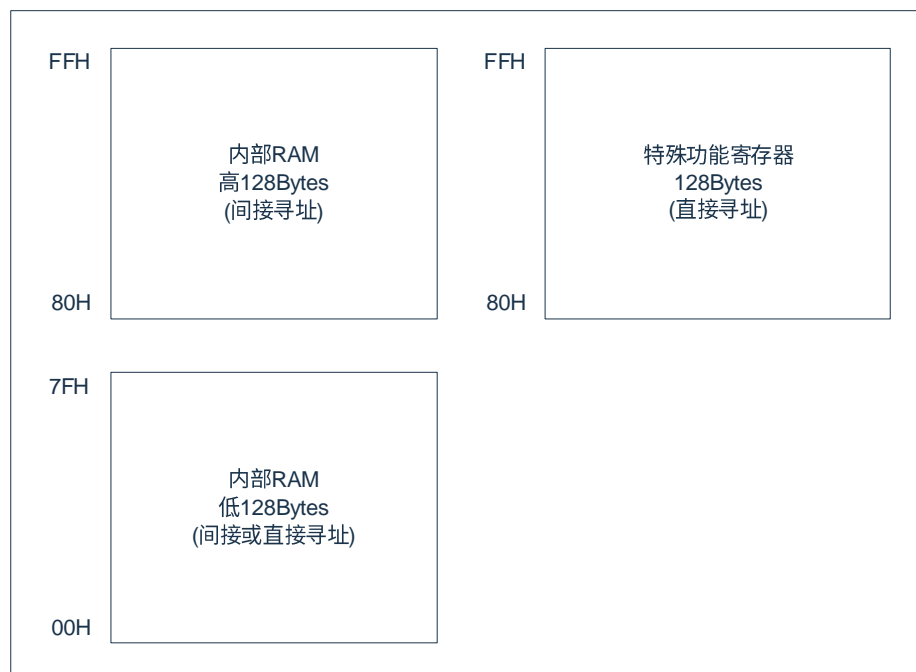 FFH
内部RAM
高128Bytes
(间接寻址)
80H
FFH
特殊功能寄存器
128Bytes
(直接寻址)
80H
7FH
内部RAM
低128Bytes
(间接或直接寻址)
00H